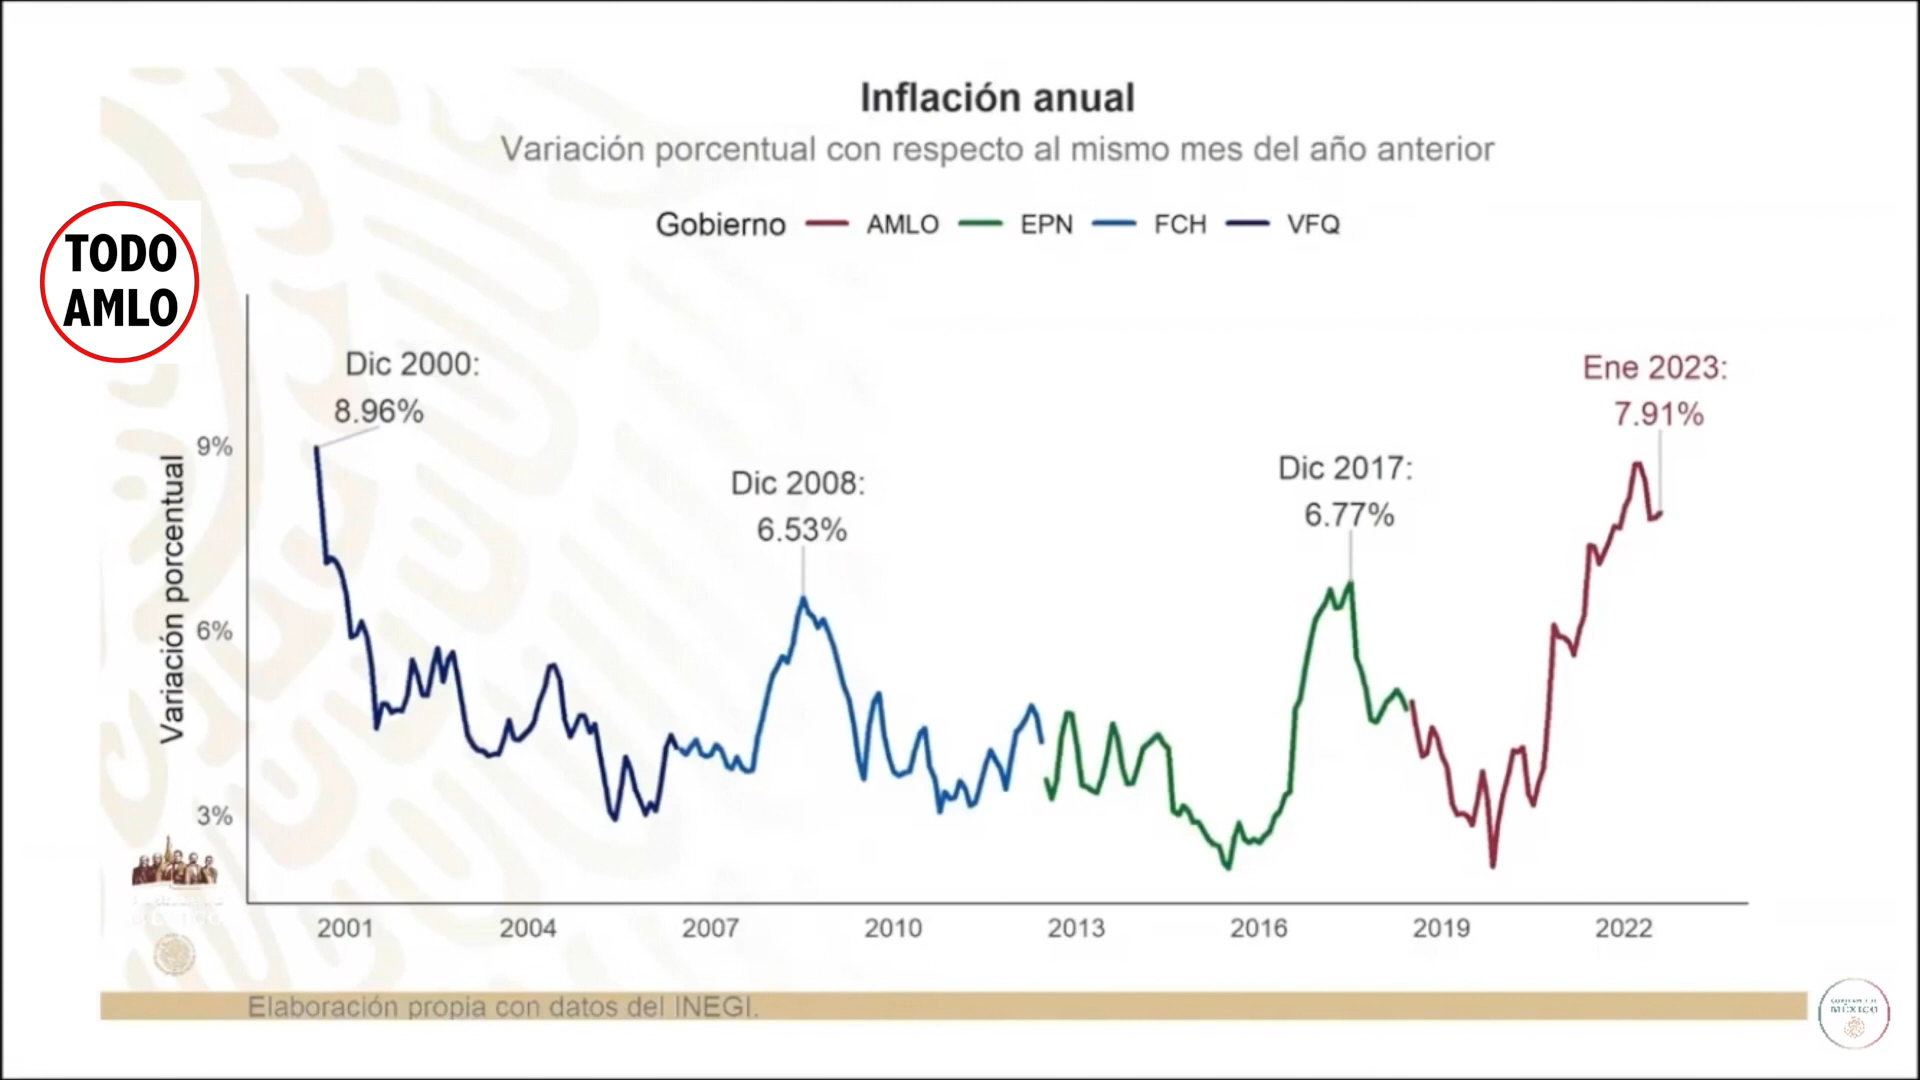 Inflación anual
Variación porcentual con respecto al mismo mes del año anterior
Gobierno AMLO EPN FCH VFQ
TODO
AMLO
Dic 2000:
8.96%
Dic 2008:
6.53%
Dic 2017:
6.77%
Ene 2023:
7.91%
Variación porcentual
9%
6%
3%
2001 2004 2007 2010 2013 2016 2019 2022
Elaboración propia con datos del INEGI.
MÉXICO